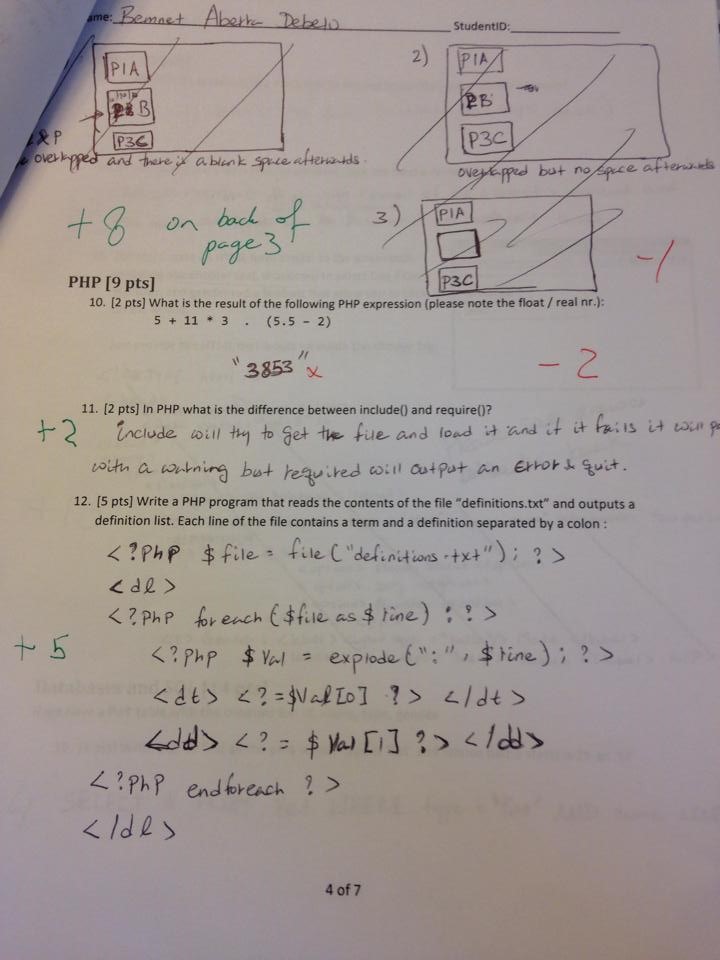 ame: Bemnet Aberra Debelu StudentID:
P1A
B
P3C
&P
overlapped and there is a blank space afterwards.
2)
P1A
B
P3C
overlapped but no space afterwards
+8 on back of
page 3
3)
P1A
P3C
-1
PHP [9 pts]
10. [2 pts] What is the result of the following PHP expression (please note the float / real nr.):
5 + 11 * 3 . (5.5 – 2)
"3853" x
- 2
11. [2 pts] In PHP what is the difference between include() and require()?
+2
include will try to get the file and load it and if it fails it will
with a warning but required will output an Error & quit.
12. [5 pts] Write a PHP program that reads the contents of the file "definitions.txt" and outputs a
definition list. Each line of the file contains a term and a definition separated by a colon :
<?PhP $file = file("definitions.txt"); ?>
<dl>
<?PhP foreach ($file as $line) : ?>
+5
<?PhP $Val = explode(":", $line); ?>
<dt> <?=$Val[0] ?> </dt>
<dd> <?= $Val[1] ?> </dd>
<?PhP endforeach ?>
</dl>
4 of 7